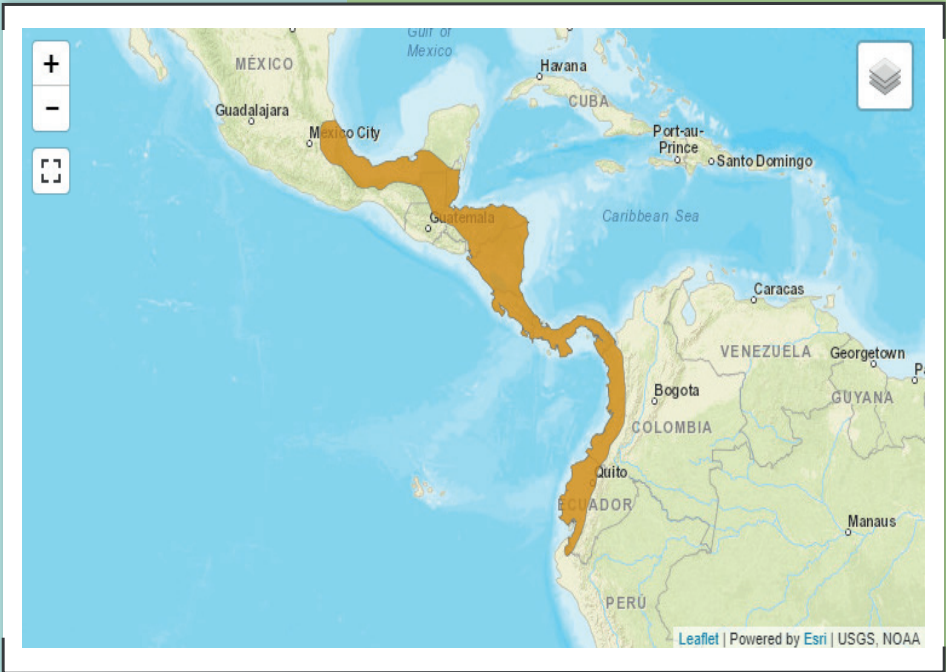 Gulf of
Mexico
+
−
MÉXICO
Havana
CUBA
Guadalajara
Mexico City
Port-au-
Prince
Santo Domingo
Guatemala
Caribbean Sea
Caracas
VENEZUELA
Georgetown
GUYANA
Bogota
COLOMBIA
Quito
ECUADOR
Manaus
PERÚ
Leaflet | Powered by Esri | USGS, NOAA